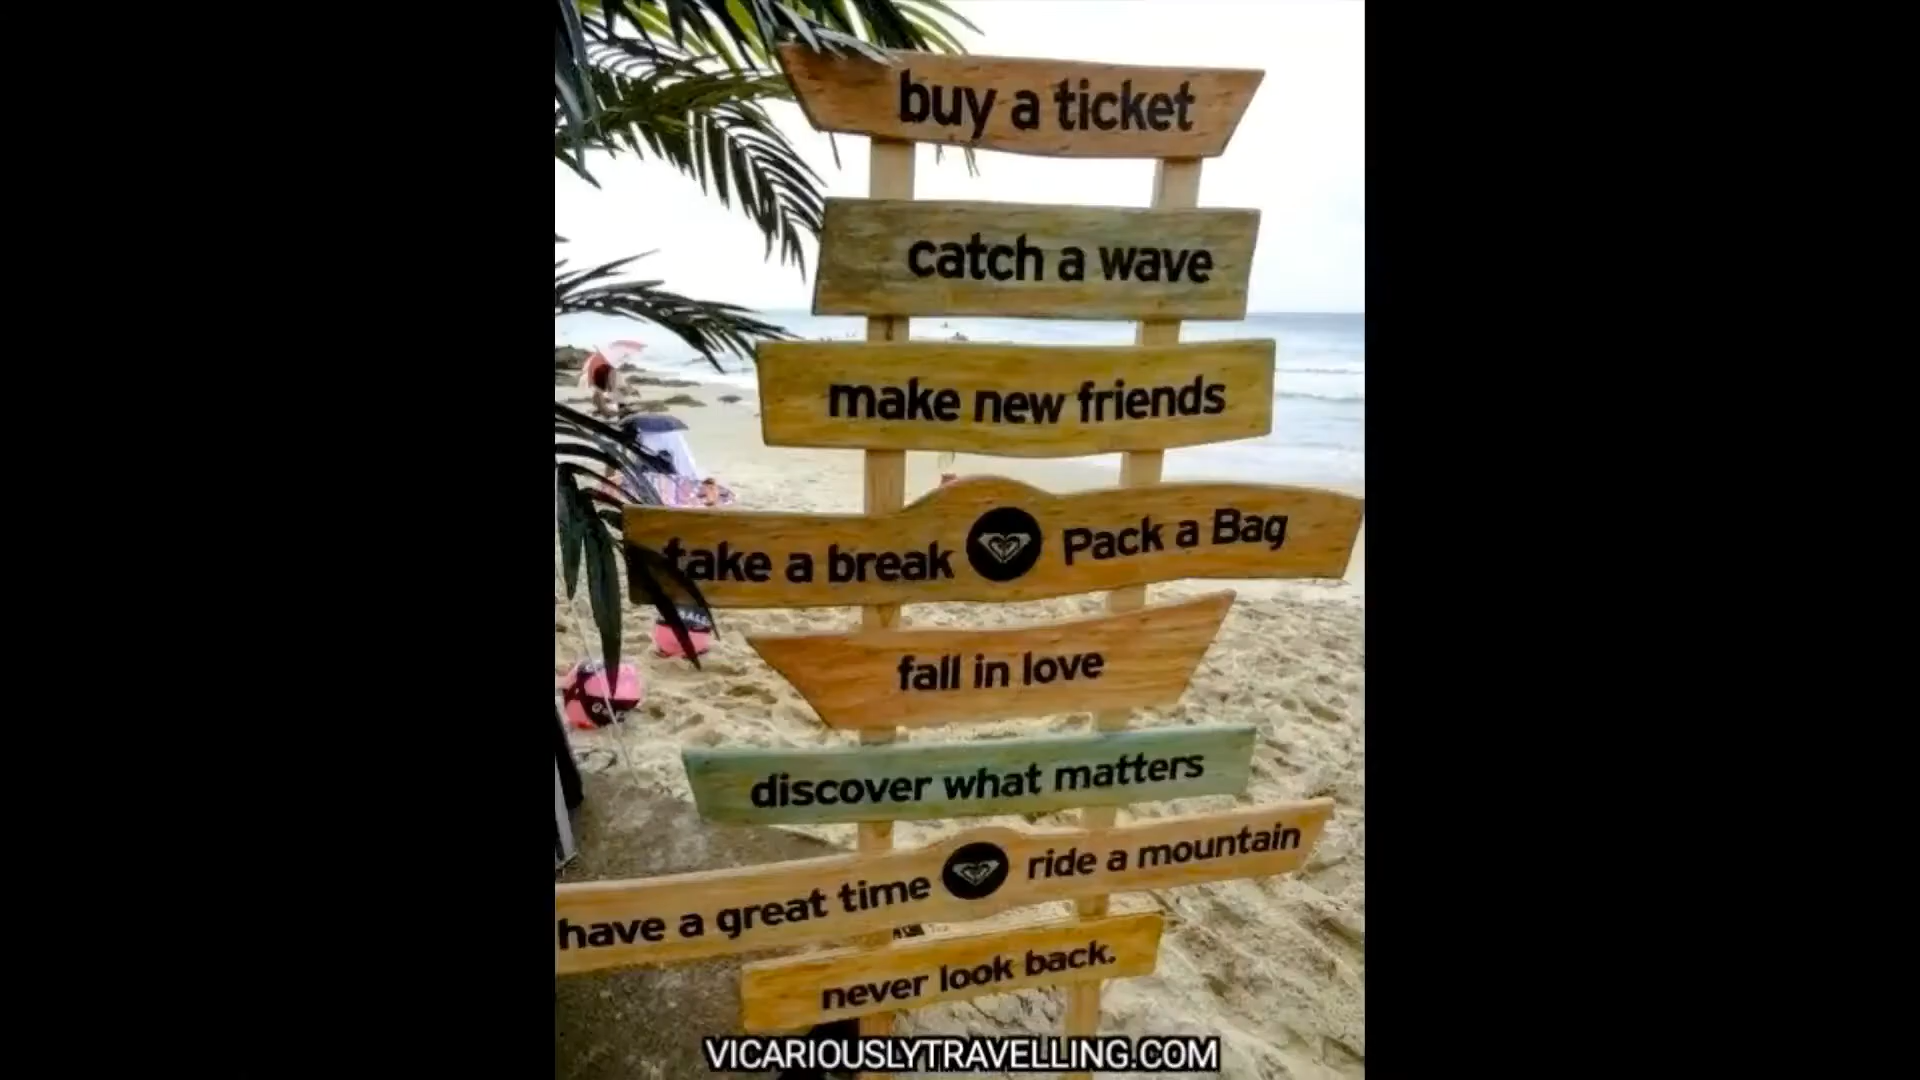 buy a ticket
catch a wave
make new friends
take a break Pack a Bag
fall in love
discover what matters
have a great time ride a mountain
never look back.
VICARIOUSLYTRAVELLING.COM